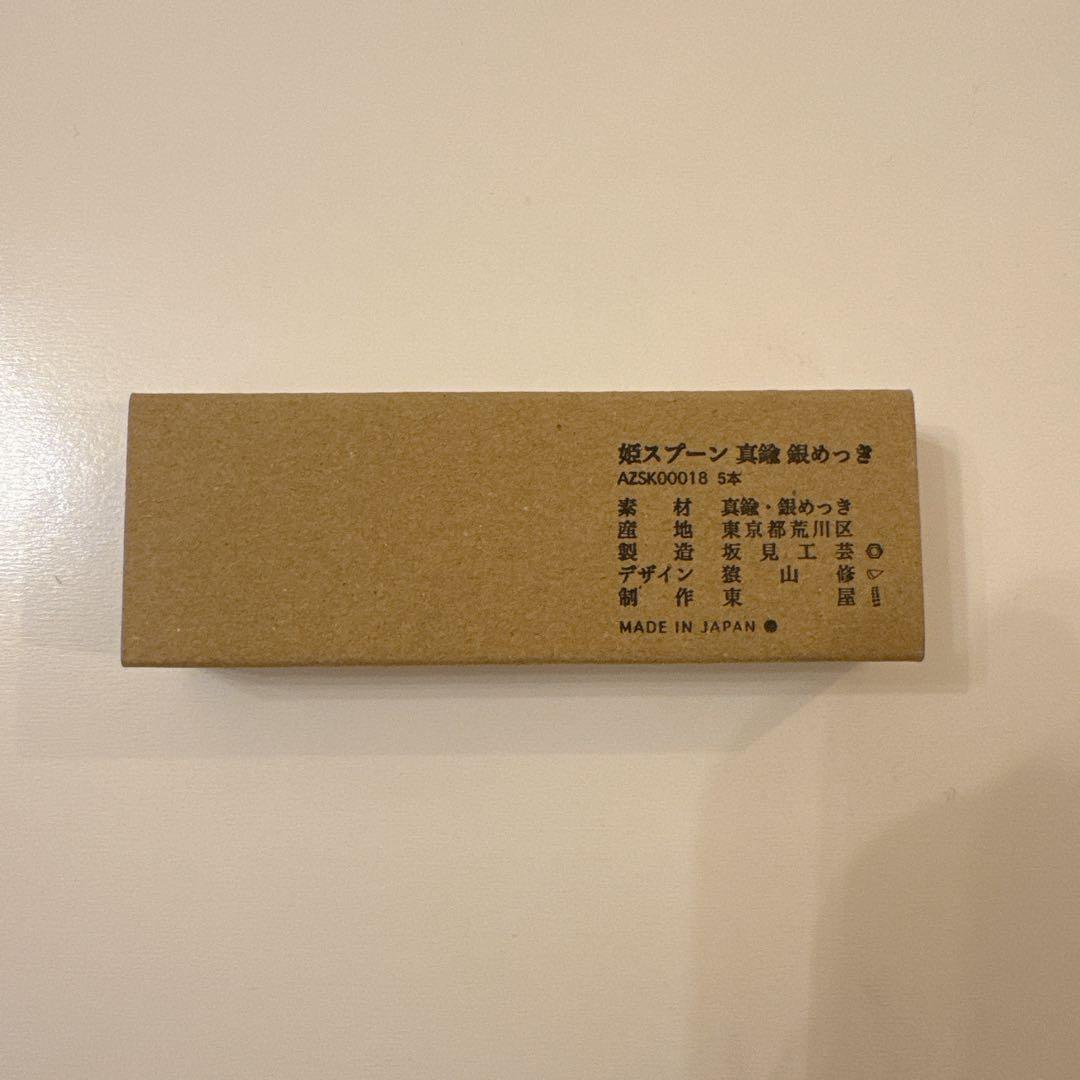 姫スプーン 真鍮 銀めっき
AZSK00018 5本
素材 真鍮・銀めっき
産地 東京都荒川区
製造 坂見工芸
デザイン 猿山修
制作 東屋
MADE IN JAPAN